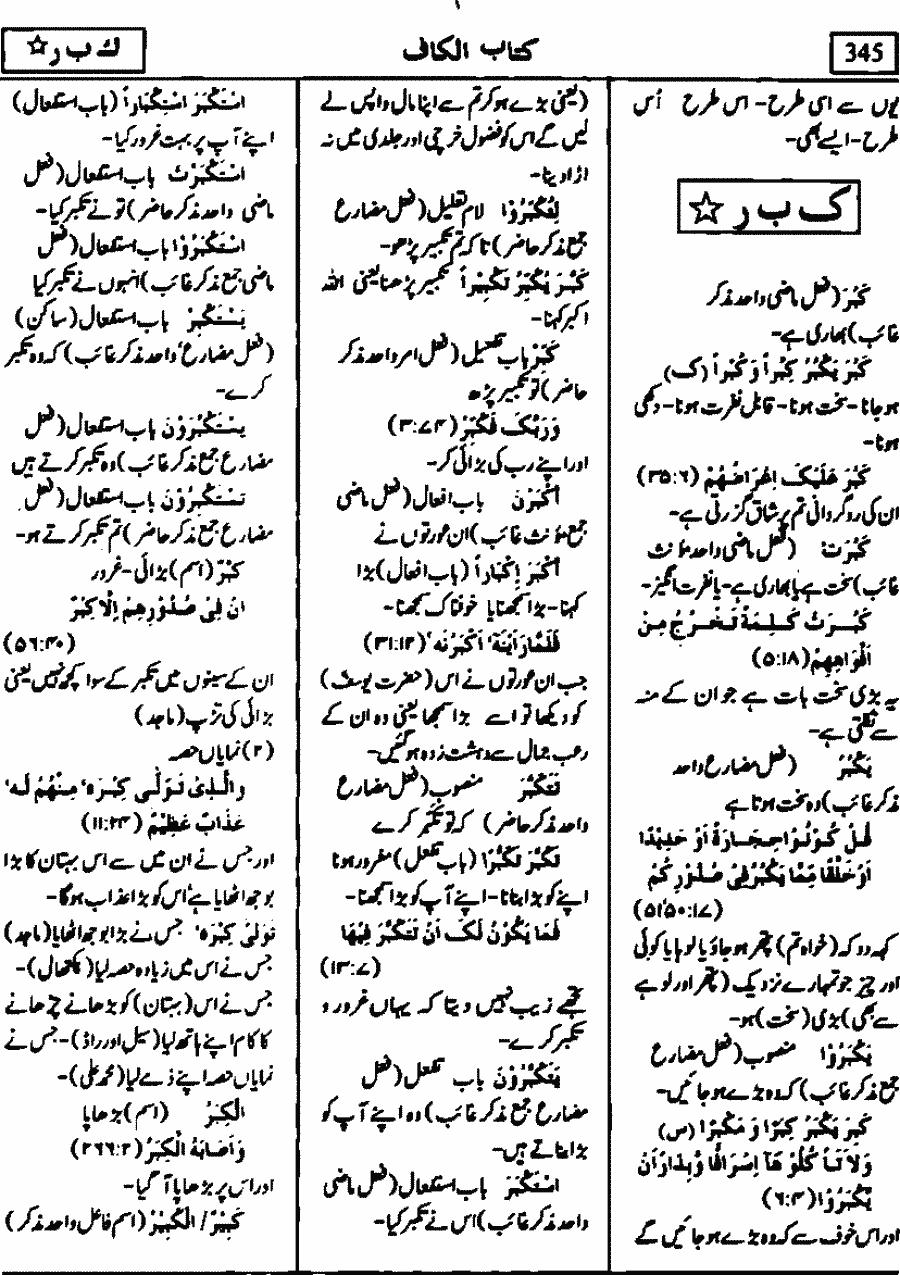 345
کتاب الکاف
ک ب ر ☆
یوں سے ای طرح- اس طرح اُس
طرح-ایسے بھی-
ک ب ر ☆
كَبُرَ (فعل ماضی واحد مذکر
غائب) بھاری ہے-
كَبُرَ يَكْبُرُ كِبْراً وَ كُبْراً (ک)
ہو جانا-سخت ہونا-قابل نفرت ہونا-دکھی
ہونا-
كَبُرَ عَلَيْكَ اِعْرَاضُهُمْ (۳۵:۶)
ان کی روگردانی تم پر شاق گزرتی ہے-
كَبُرَتْ (فعل ماضی واحد مؤنث
غائب) سخت ہے یا بھاری ہے-یا نفرت انگیز-
كَبُرَتْ كَلِمَةً تَخْرُجُ مِنْ
اَفْوَاهِهِمْ (۵:۱۸)
یہ بڑی سخت بات ہے جو ان کے منہ
سے نکلتی ہے-
يَكْبُرُ (فعل مضارع واحد
مذکر غائب) وہ سخت ہوتا ہے
قُلْ كُوْنُوْا حِجَارَةً اَوْ حَدِيْدًا
اَوْ خَلْقًا مِّمَّا يَكْبُرُ فِىْ صُدُوْرِكُمْ
(۵۱٬۵۰:۱۷)
کہہ دو کہ (خواہ تم) پتھر ہو جاؤ یا لوہا یا کوئی
اور چیز جو تمہارے نزدیک (پتھر اور لوہے
سے بھی) بڑی (سخت) ہو-
يَكْبَرُوْا منصوب (فعل مضارع
جمع مذکر غائب) کہ وہ بڑے ہو جائیں-
كَبِرَ يَكْبَرُ كِبَرًا وَ مَكْبَرًا (س)
وَلاَ تَأْ كُلُوْهَآ اِسْرَافًا وَّبِدَارًا اَنْ
يَّكْبَرُوْا (۶:۴)
اور اس خوف سے کہ وہ بڑے ہو جائیں گے
(یعنی بڑے ہو کر تم سے اپنا مال واپس لے
لیں گے اس کو فضول خرچی اور جلدی میں نہ
اڑا دینا-
لِتُكَبِّرُوْا لام تعلیل (فعل مضارع
جمع مذکر حاضر) تا کہ تم تکبیر پڑھو-
كَبَّرَ يُكَبِّرُ تَكْبِيْراً تکبیر پڑھنا یعنی اللہ
اکبر کہنا-
كَبِّرْ باب تفعیل (فعل امر واحد مذکر
حاضر) تو تکبیر پڑھ
وَرَبَّكَ فَكَبِّرْ (۳:۷۴)
اور اپنے رب کی بڑائی کر-
اَكْبَرْنَ باب افعال (فعل ماضی
جمع مؤنث غائب) ان عورتوں نے
اَكْبَرَ اِكْبَاراً (باب افعال) بڑا
کہنا-بڑا سمجھنا یا خوفناک سمجھنا-
فَلَمَّا رَاَيْنَهٗ اَكْبَرْنَهٗ (۳۱:۱۲)
جب ان عورتوں نے اس (حضرت یوسف)
کو دیکھا تو اسے بڑا سمجھا یعنی وہ ان کے
رعب جمال سے دہشت زدہ ہو گئیں-
تَتَكَبَّرَ منصوب (فعل مضارع
واحد مذکر حاضر) کہ تو تکبر کرے
تَكَبَّرَ تَكَبُّرًا (باب تفعل) مغرور ہونا
اپنے کو بڑا بنانا-اپنے آپ کو بڑا سمجھنا-
فَمَا يَكُوْنُ لَكَ اَنْ تَتَكَبَّرَ فِيْهَا
(۱۳:۷)
تجھے زیب نہیں دیتا کہ یہاں غرور و
تکبر کرے-
يَتَكَبَّرُوْنَ باب تفعل (فعل
مضارع جمع مذکر غائب) وہ اپنے آپ کو
بڑا بناتے ہیں-
اسْتَكْبَرَ باب استفعال (فعل ماضی
واحد مذکر غائب) اس نے تکبر کیا-
اسْتَكْبَرَ اسْتِكْبَاراً (باب استفعال)
اپنے آپ پر بہت غرور کیا-
اسْتَكْبَرْتَ باب استفعال (فعل
ماضی واحد مذکر حاضر) تو نے تکبر کیا-
اسْتَكْبَرُوْا باب استفعال (فعل
ماضی جمع مذکر غائب) انہوں نے تکبر کیا
يَسْتَكْبِرْ باب استفعال (ساکن)
(فعل مضارع واحد مذکر غائب) کہ وہ تکبر
کرے-
يَسْتَكْبِرُوْنَ باب استفعال (فعل
مضارع جمع مذکر غائب) وہ تکبر کرتے ہیں
تَسْتَكْبِرُوْنَ باب استفعال (فعل
مضارع جمع مذکر حاضر) تم تکبر کرتے ہو-
كِبْرٌ (اسم) بڑائی-غرور
اِنْ فِىْ صُدُوْرِهِمْ اِلَّا كِبْرٌ
(۵۶:۴۰)
ان کے سینوں میں تکبر کے سوا کچھ نہیں یعنی
بڑائی کی تڑپ (ماجد)
(۲) نمایاں حصہ
وَالَّذِىْ تَوَلّٰى كِبْرَهٗ مِنْهُمْ لَهٗ
عَذَابٌ عَظِيْمٌ (۱۱:۲۴)
اور جس نے ان میں سے اس بہتان کا بڑا
بوجھ اٹھایا ہے اس کو بڑا عذاب ہوگا-
تَوَلّٰى كِبْرَهٗ جس نے بڑا بوجھ اٹھایا (ماجد)
جس نے اس میں زیادہ حصہ لیا (پکتھال)-
جس نے اس (بہتان) کو بڑھانے چڑھانے
کا کام اپنے ہاتھ لیا (سیل اور راڈ)-جس نے
نمایاں حصہ اپنے ذمے لیا (محمد علی)-
الْكِبَرُ (اسم) بڑھاپا
وَاَصَابَهُ الْكِبَرُ (۲۶۶:۲)
اور اس پر بڑھاپا آ گیا-
كَبِيْرٌ/ الْكَبِيْرُ (اسم فاعل واحد مذکر)